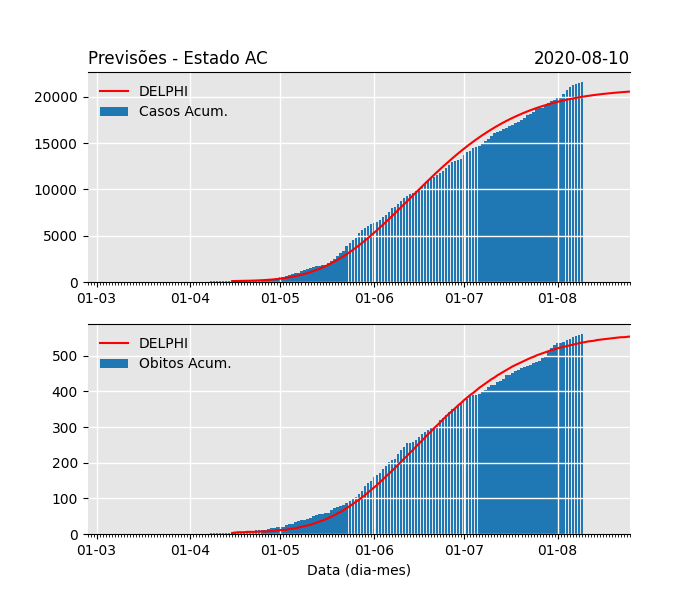 Previsões - Estado AC 2020-08-10
DELPHI
Casos Acum.
20000
15000
10000
5000
0
01-03 01-04 01-05 01-06 01-07 01-08
DELPHI
Obitos Acum.
500
400
300
200
100
0
01-03 01-04 01-05 01-06 01-07 01-08
Data (dia-mes)